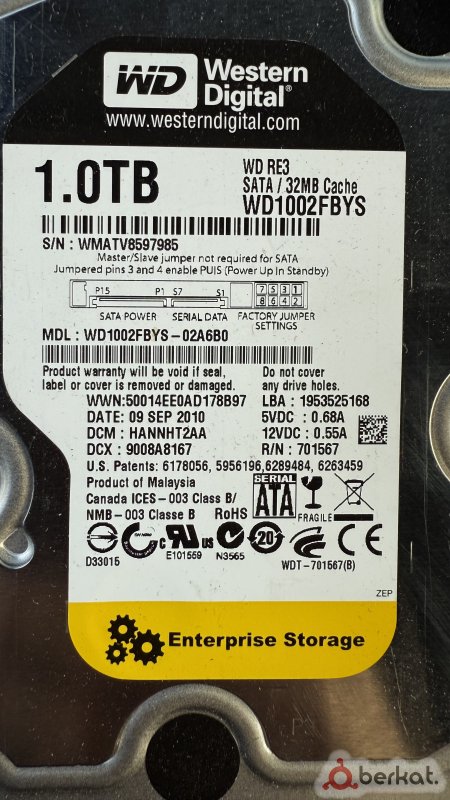 WD Western Digital®
www.westerndigital.com
1.0TB
WD RE3
SATA / 32MB Cache
WD1002FBYS
S/N : WMATV8597985
Master/Slave jumper not required for SATA
Jumpered pins 3 and 4 enable PUIS (Power Up In Standby)
P15 P1 S7 S1 7 5 3 1
8 6 4 2
SATA POWER SERIAL DATA FACTORY JUMPER SETTINGS
MDL : WD1002FBYS-02A6B0
Product warranty will be void if seal,
label or cover is removed or damaged.
Do not cover
any drive holes.
WWN:50014EE0AD178B97 LBA : 1953525168
DATE: 09 SEP 2010 5VDC : 0.68A
DCM : HANNHT2AA 12VDC : 0.55A
DCX : 9008A8167 R/N : 701567
U.S. Patents: 6178056, 5956196,6289484, 6263459
Product of Malaysia
Canada ICES-003 Class B/
NMB-003 Classe B RoHS
SERIAL
ATA
FRAGILE
D33015 E101559 US N3565 20 CE
WDT-701567(B)
ZEP
Enterprise Storage
berkat.